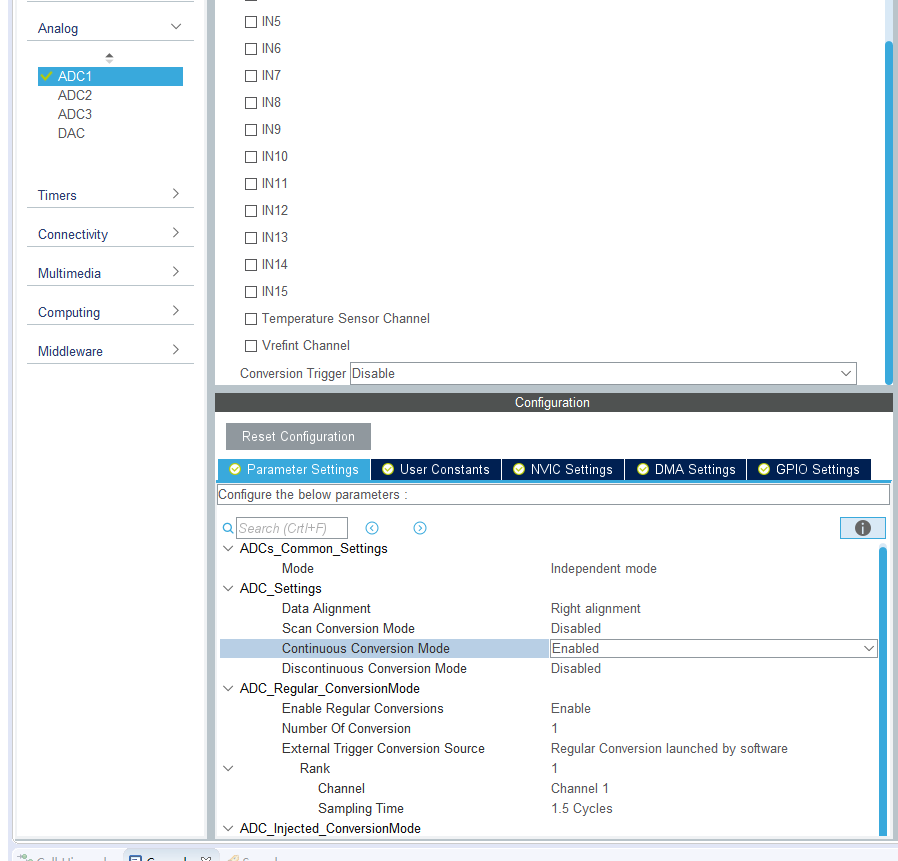 Analog
ADC1
ADC2
ADC3
DAC
Timers
Connectivity
Multimedia
Computing
Middleware
IN5
IN6
IN7
IN8
IN9
IN10
IN11
IN12
IN13
IN14
IN15
Temperature Sensor Channel
Vrefint Channel
Conversion Trigger Disable
Configuration
Reset Configuration
Parameter Settings User Constants NVIC Settings DMA Settings GPIO Settings
Configure the below parameters :
Search (Crtl+F)
ADCs_Common_Settings
Mode Independent mode
ADC_Settings
Data Alignment Right alignment
Scan Conversion Mode Disabled
Continuous Conversion Mode Enabled
Discontinuous Conversion Mode Disabled
ADC_Regular_ConversionMode
Enable Regular Conversions Enable
Number Of Conversion 1
External Trigger Conversion Source Regular Conversion launched by software
Rank 1
Channel Channel 1
Sampling Time 1.5 Cycles
ADC_Injected_ConversionMode